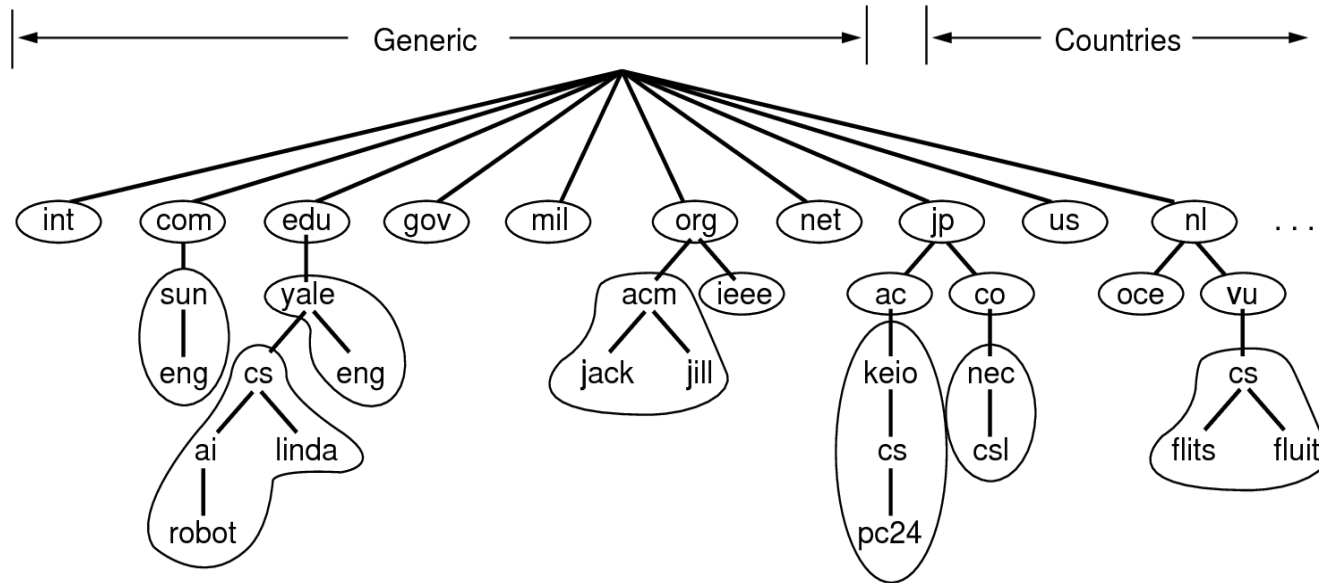 Generic Countries
int com edu gov mil org net jp us nl . . .
sun yale acm ieee ac co oce vu
eng cs eng jack jill keio nec cs
ai linda cs csl flits fluit
robot pc24